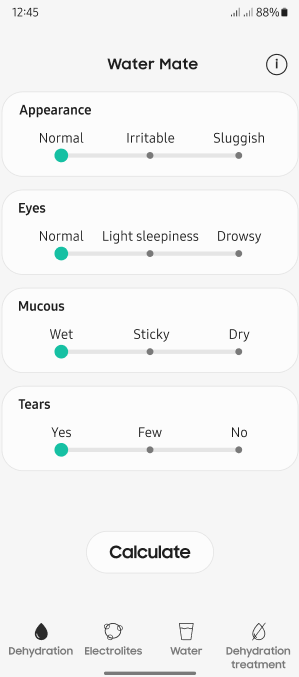 12:45 88%
Water Mate
Appearance
Normal Irritable Sluggish
Eyes
Normal Light sleepiness Drowsy
Mucous
Wet Sticky Dry
Tears
Yes Few No
Calculate
Dehydration Electrolites Water Dehydration
treatment